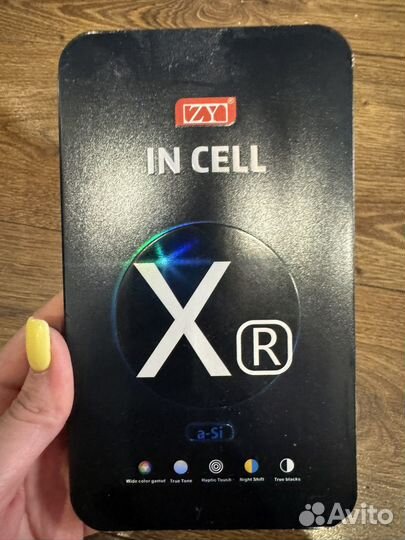 ZY®
IN CELL
XR
a-Si
Wide color gamut True Tone Haptic Touch Night Shift True blacks
Avito